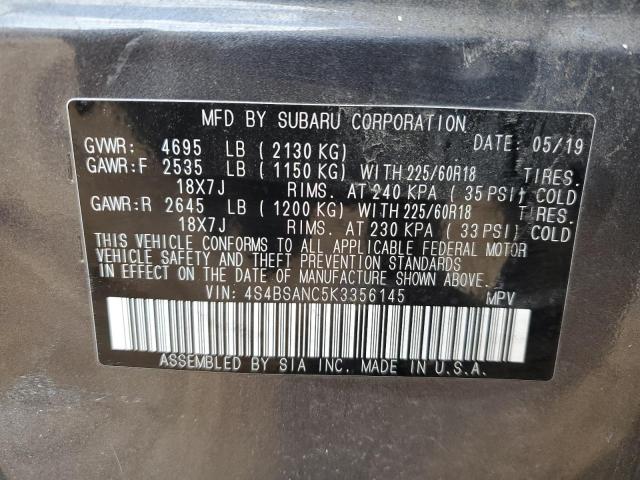 MFD BY SUBARU CORPORATION
GVWR: 4695 LB ( 2130 KG) DATE: 05/19
GAWR:F 2535 LB ( 1150 KG) WITH 225/60R18 TIRES.
18X7J RIMS. AT 240 KPA ( 35 PSI) COLD
GAWR:R 2645 LB ( 1200 KG) WITH 225/60R18 TIRES.
18X7J RIMS. AT 230 KPA ( 33 PSI) COLD
THIS VEHICLE CONFORMS TO ALL APPLICABLE FEDERAL MOTOR
VEHICLE SAFETY AND THEFT PREVENTION STANDARDS
IN EFFECT ON THE DATE OF MANUFACTURE SHOWN ABOVE.
VIN: 4S4BSANC5K3356145 MPV
ASSEMBLED BY SIA INC. MADE IN U.S.A.